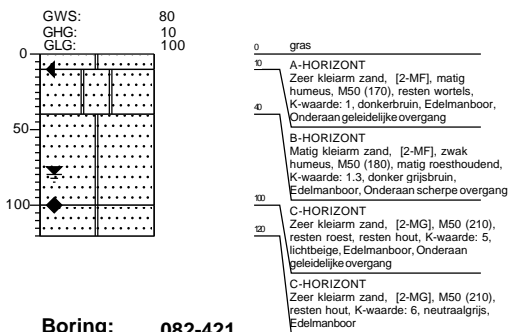 GWS: 80
GHG: 10
GLG: 100
0
50
100
0 gras
10
A-HORIZONT
Zeer kleiarm zand, [2-MF], matig
humeus, M50 (170), resten wortels,
K-waarde: 1, donkerbruin, Edelmanboor,
Onderaan geleidelijke overgang
40
B-HORIZONT
Matig kleiarm zand, [2-MF], zwak
humeus, M50 (180), matig roesthoudend,
K-waarde: 1.3, donker grijsbruin,
Edelmanboor, Onderaan scherpe overgang
100
C-HORIZONT
Zeer kleiarm zand, [2-MG], M50 (210),
resten roest, resten hout, K-waarde: 5,
lichtbeige, Edelmanboor, Onderaan
geleidelijke overgang
120
C-HORIZONT
Zeer kleiarm zand, [2-MG], M50 (210),
resten hout, K-waarde: 6, neutraalgrijs,
Edelmanboor
Boring: 082-421